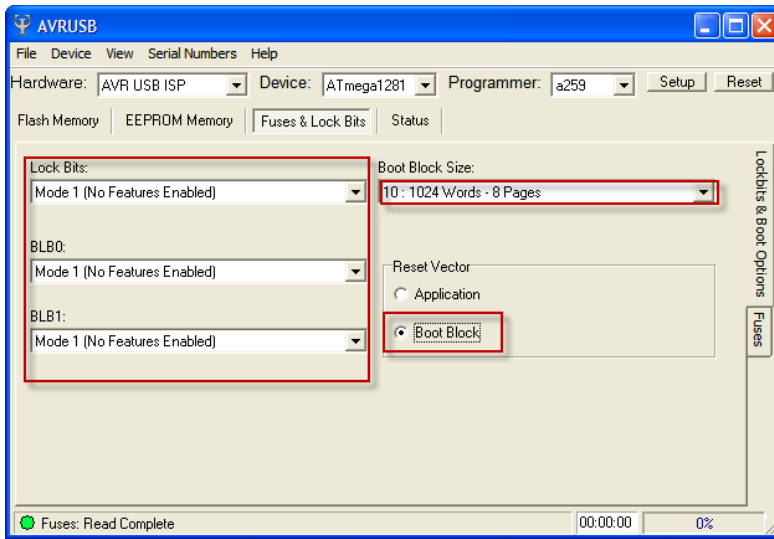 AVRUSB
File Device View Serial Numbers Help
Hardware: AVR USB ISP Device: ATmega1281 Programmer: a259 Setup Reset
Flash Memory EEPROM Memory Fuses & Lock Bits Status
Lock Bits:
Mode 1 (No Features Enabled)
BLB0:
Mode 1 (No Features Enabled)
BLB1:
Mode 1 (No Features Enabled)
Boot Block Size:
10 : 1024 Words - 8 Pages
Reset Vector
Application
Boot Block
Lockbits & Boot Options
Fuses
Fuses: Read Complete 00:00:00 0%